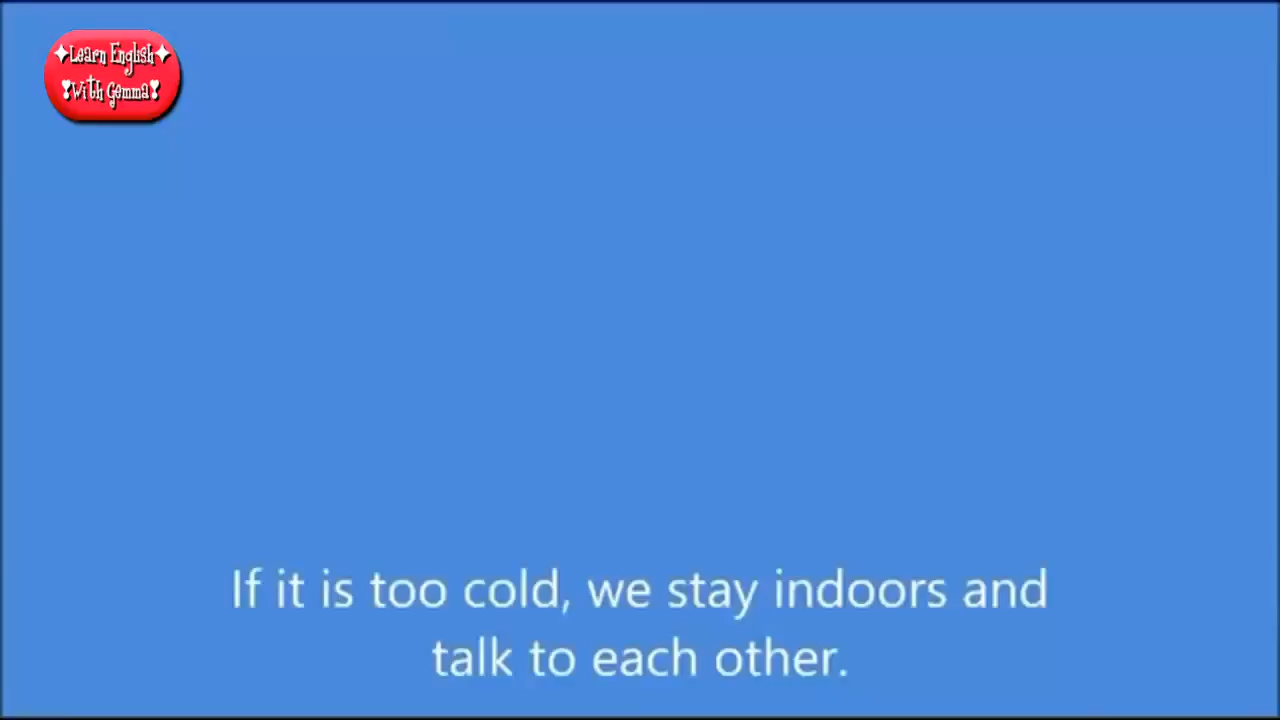 ✦Learn English✦
❣With Gemma❣
If it is too cold, we stay indoors and
talk to each other.